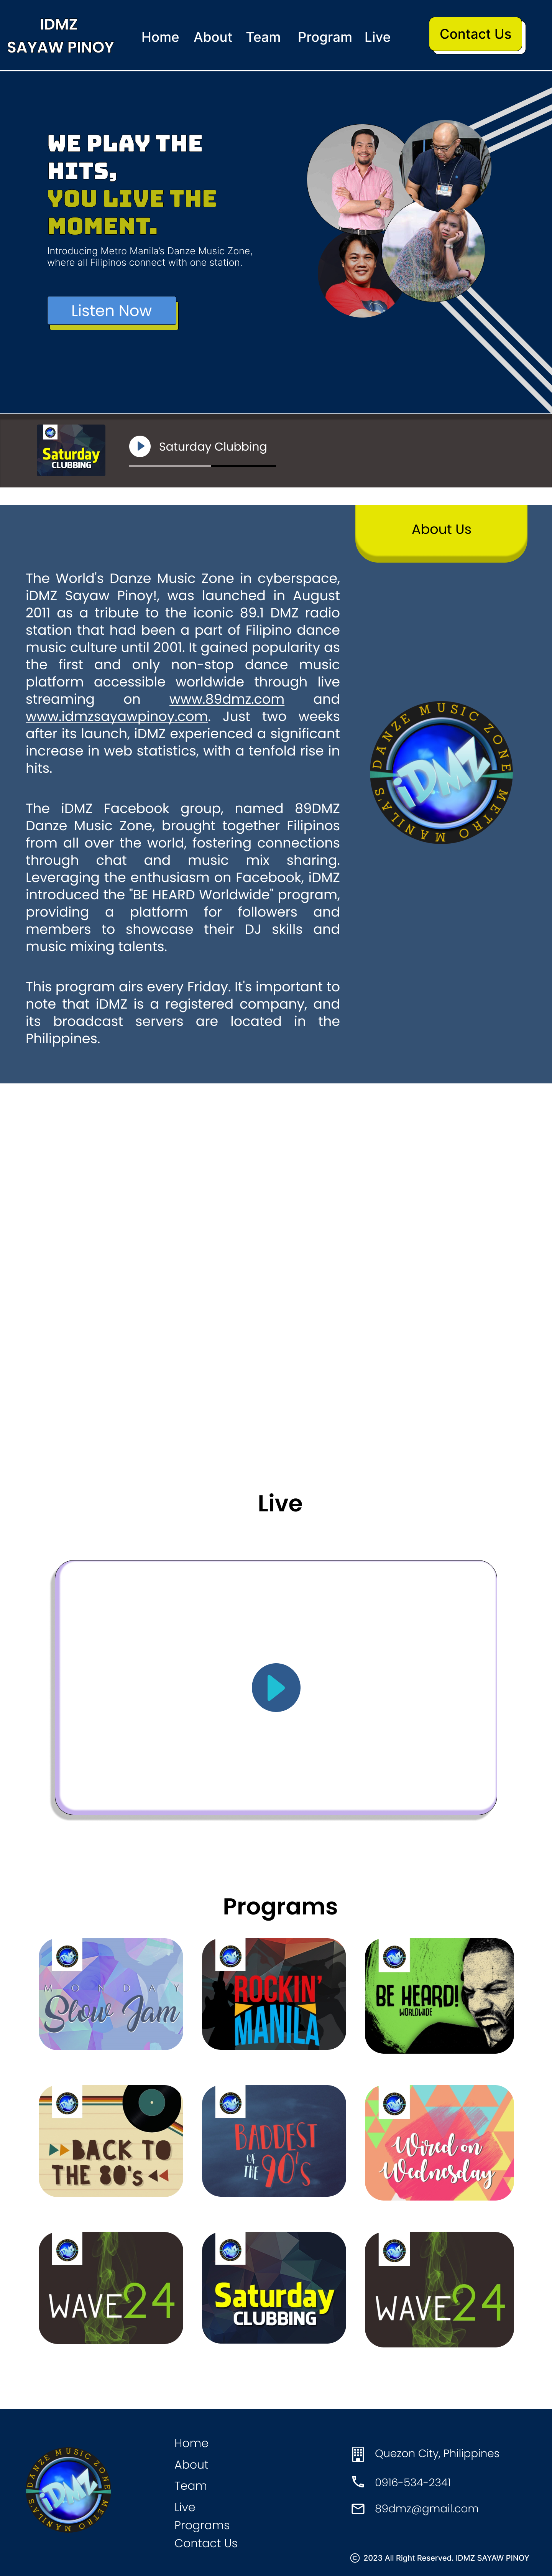 IDMZ
SAYAW PINOY
Home About Team Program Live
Contact Us
WE PLAY THE
HITS,
YOU LIVE THE
MOMENT.
Introducing Metro Manila's Danze Music Zone,
where all Filipinos connect with one station.
Listen Now
Saturday
CLUBBING
Saturday Clubbing
About Us
The World's Danze Music Zone in cyberspace,
iDMZ Sayaw Pinoy!, was launched in August
2011 as a tribute to the iconic 89.1 DMZ radio
station that had been a part of Filipino dance
music culture until 2001. It gained popularity as
the first and only non-stop dance music
platform accessible worldwide through live
streaming on www.89dmz.com and
www.idmzsayawpinoy.com. Just two weeks
after its launch, iDMZ experienced a significant
increase in web statistics, with a tenfold rise in
hits.
The iDMZ Facebook group, named 89DMZ
Danze Music Zone, brought together Filipinos
from all over the world, fostering connections
through chat and music mix sharing.
Leveraging the enthusiasm on Facebook, iDMZ
introduced the "BE HEARD Worldwide" program,
providing a platform for followers and
members to showcase their DJ skills and
music mixing talents.
This program airs every Friday. It's important to
note that iDMZ is a registered company, and
its broadcast servers are located in the
Philippines.
DANZE MUSIC ZONE
iDMZ
METRO MANILA'S
Live
Programs
MONDAY
Slow Jam
ROCKIN'
MANILA
BE HEARD!
WORLDWIDE
BACK TO
THE 80's
BADDEST
OF THE 90's
Wired on
Wednesday
WAVE24
Saturday
CLUBBING
WAVE24
DANZE MUSIC ZONE
iDMZ
METRO MANILA'S
Home
About
Team
Live
Programs
Contact Us
Quezon City, Philippines
0916-534-2341
89dmz@gmail.com
© 2023 All Right Reserved. IDMZ SAYAW PINOY